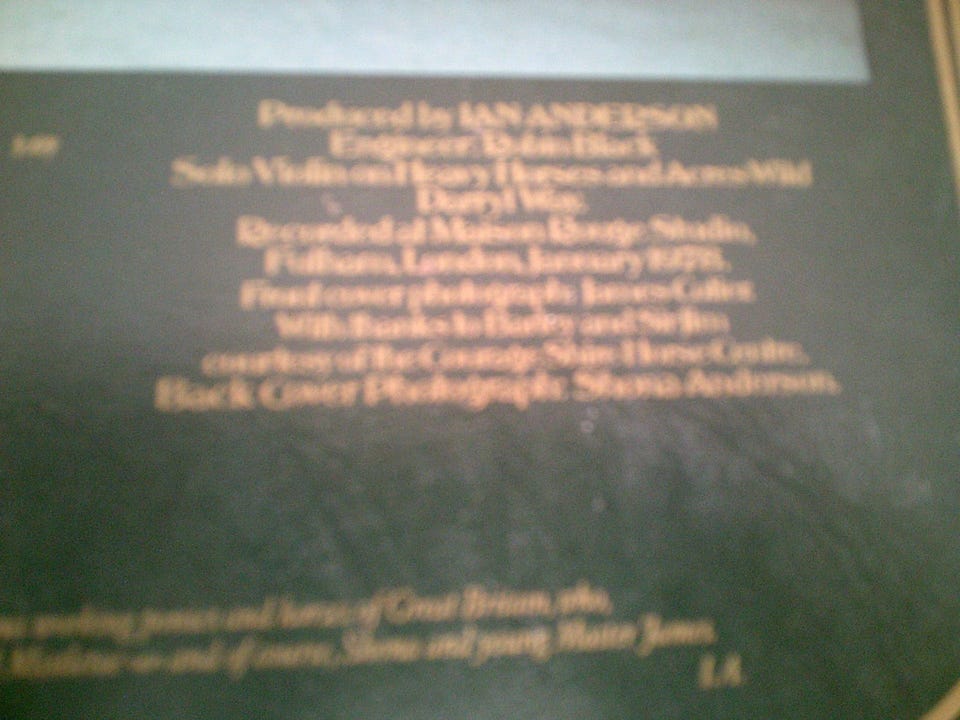 Produced by IAN ANDERSON
Engineer: Robin Black
Solo Violin on Heavy Horses and Acres Wild
Darryl Way.
Recorded at Maison Rouge Studio,
Fulham, London, January 1978.
Front cover photograph: James Cotier.
With thanks to and
courtesy of the Courage Shire Horse Centre.
Back Cover Photograph: Shona Anderson.
working ponies and horses of Great Britain, who,
and of course, Shona and young Master James.
I.A.